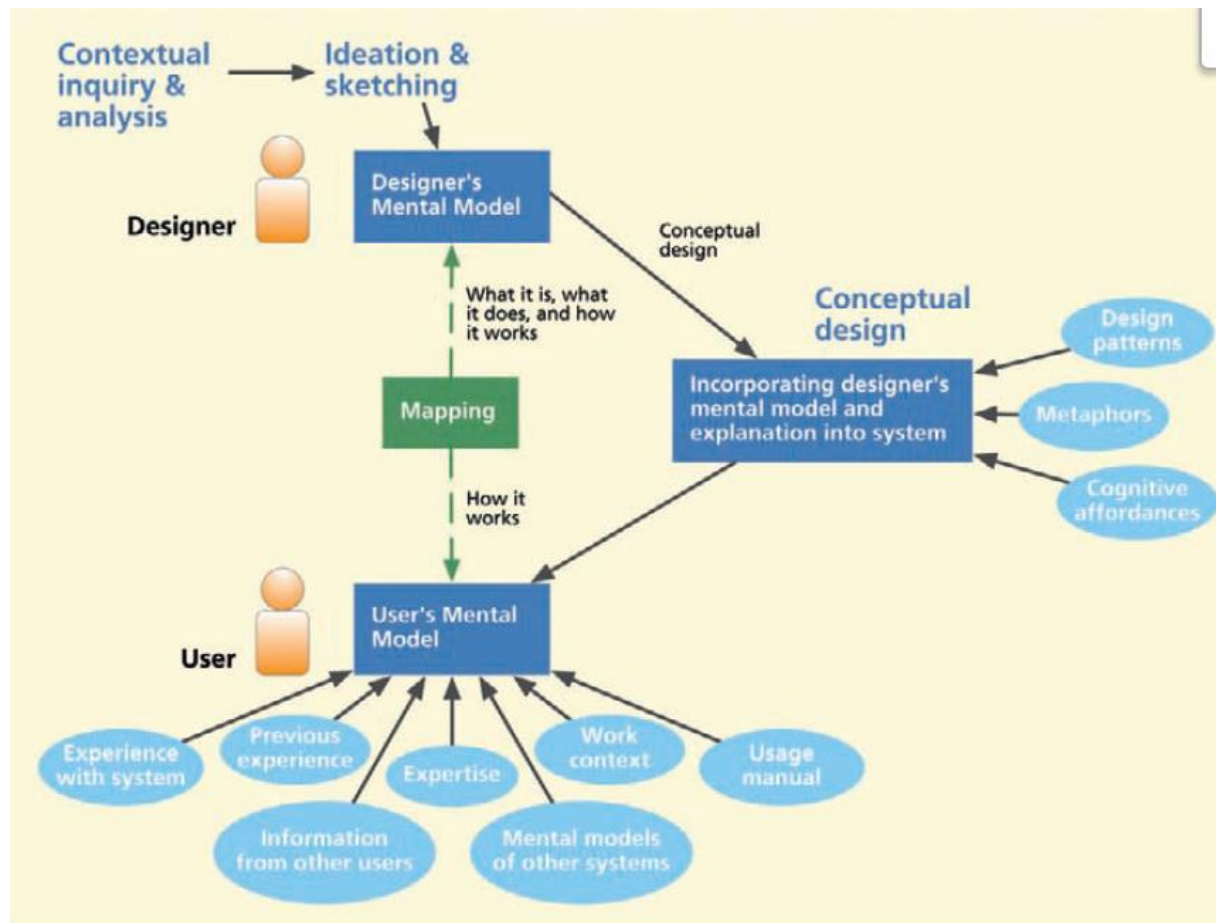 Contextual
inquiry &
analysis
Ideation &
sketching
Designer
Designer's
Mental Model
Conceptual
design
What it is, what
it does, and how
it works
Conceptual
design
Design
patterns
Mapping
Incorporating designer's
mental model and
explanation into system
Metaphors
Cognitive
affordances
How it
works
User
User's Mental
Model
Experience
with system
Previous
experience
Expertise
Work
context
Usage
manual
Information
from other users
Mental models
of other systems